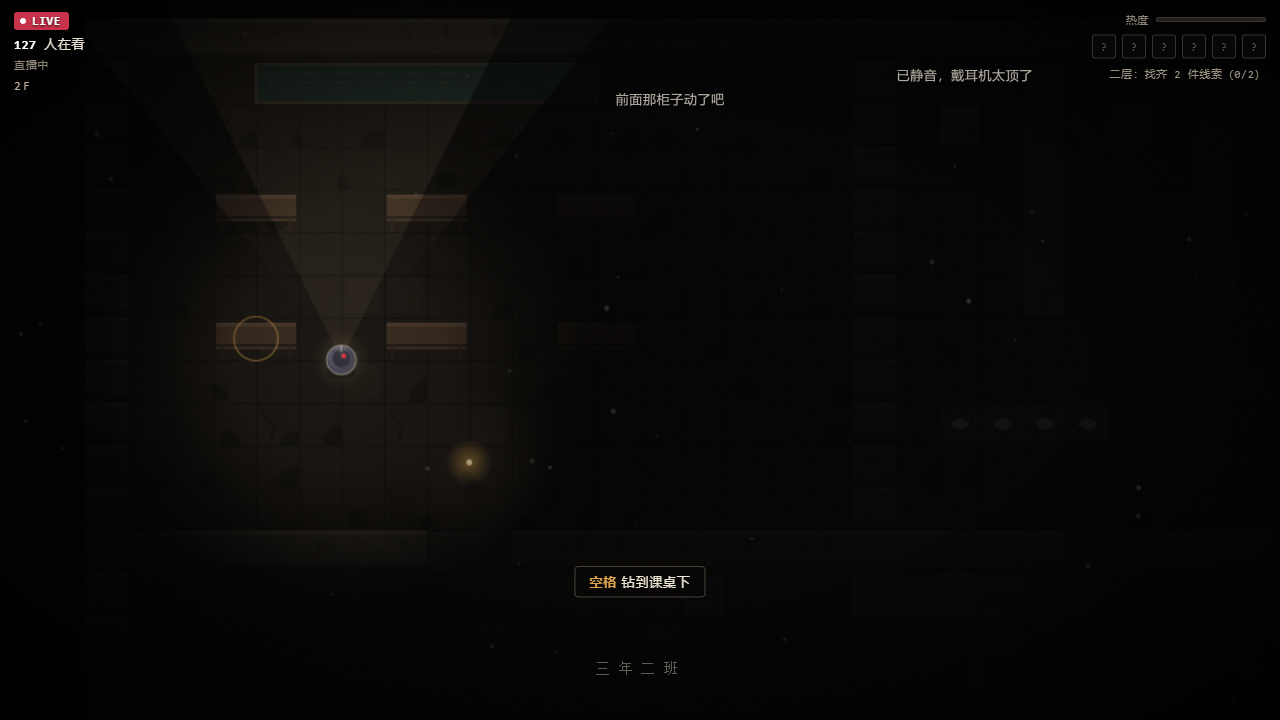 LIVE
127 人在看
直播中
2F
热度
? ? ? ? ? ?
二层: 找齐 2 件线索 (0/2)
已静音，戴耳机太顶了
前面那柜子动了吧
空格 钻到课桌下
三年二班